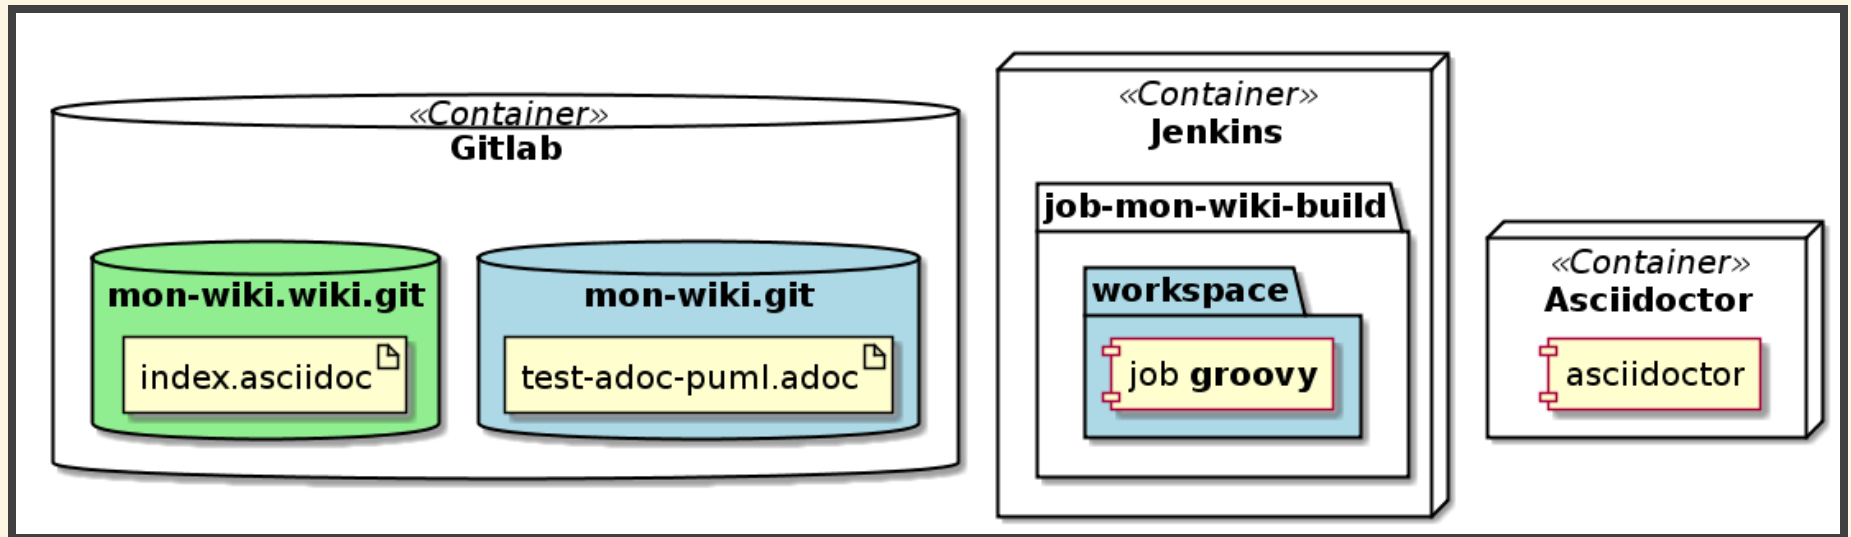 «Container»
Gitlab
mon-wiki.wiki.git
index.asciidoc
mon-wiki.git
test-adoc-puml.adoc
«Container»
Jenkins
job-mon-wiki-build
workspace
job groovy
«Container»
Asciidoctor
asciidoctor